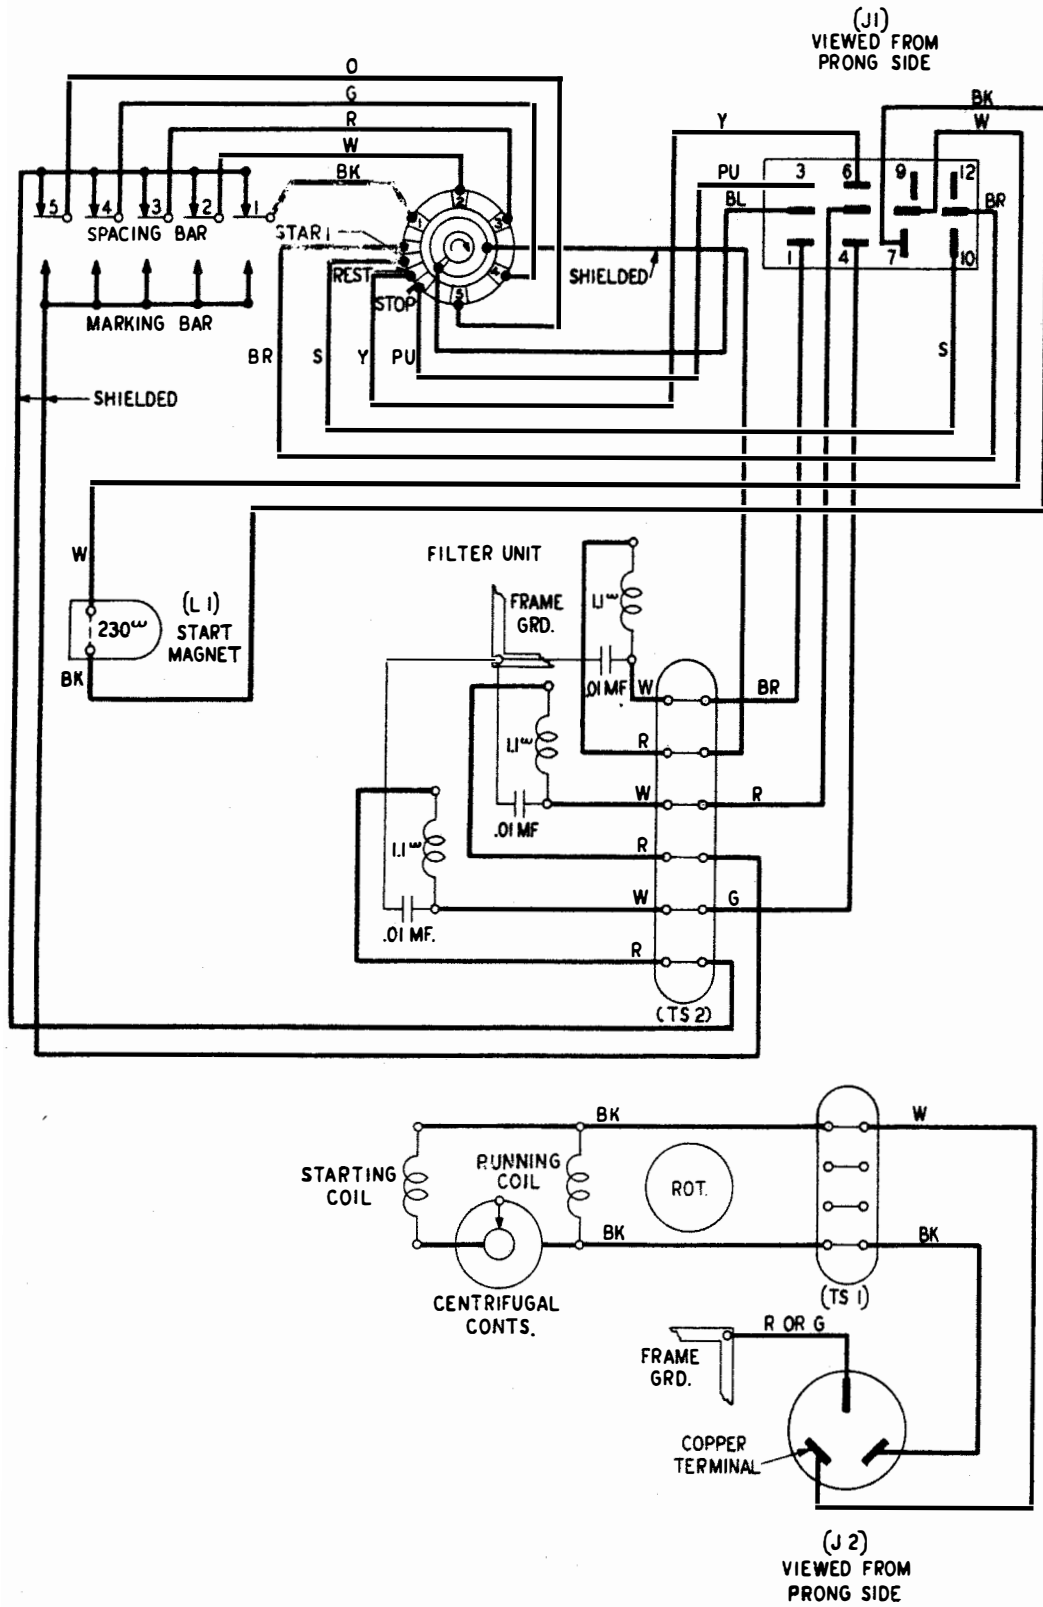 (J1)
VIEWED FROM
PRONG SIDE
O
G
R
W
BK
BK
W
Y
PU
BL
3
6
9
12
BR
1
4
7
10
5
4
3
2
1
SPACING BAR
1
2
3
4
5
START
REST
STOP
SHIELDED
MARKING BAR
BR
S
Y
PU
S
SHIELDED
W
FILTER UNIT
(L1)
START
MAGNET
230ω
BK
FRAME
GRD.
1.1ω
.01 MF.
W
BR
R
1.1ω
.01 MF
W
R
R
1.1ω
.01 MF.
W
G
R
(TS2)
BK
W
STARTING
COIL
RUNNING
COIL
ROT.
BK
BK
CENTRIFUGAL
CONTS.
(TS 1)
R OR G
FRAME
GRD.
COPPER
TERMINAL
(J 2)
VIEWED FROM
PRONG SIDE